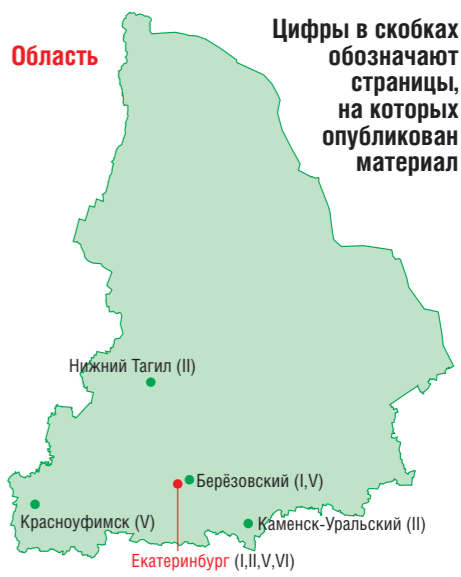 Область
Цифры в скобках
обозначают
страницы,
на которых
опубликован
материал
Нижний Тагил (II)
Берёзовский (I,V)
Красноуфимск (V)
Каменск-Уральский (II)
Екатеринбург (I,II,V,VI)